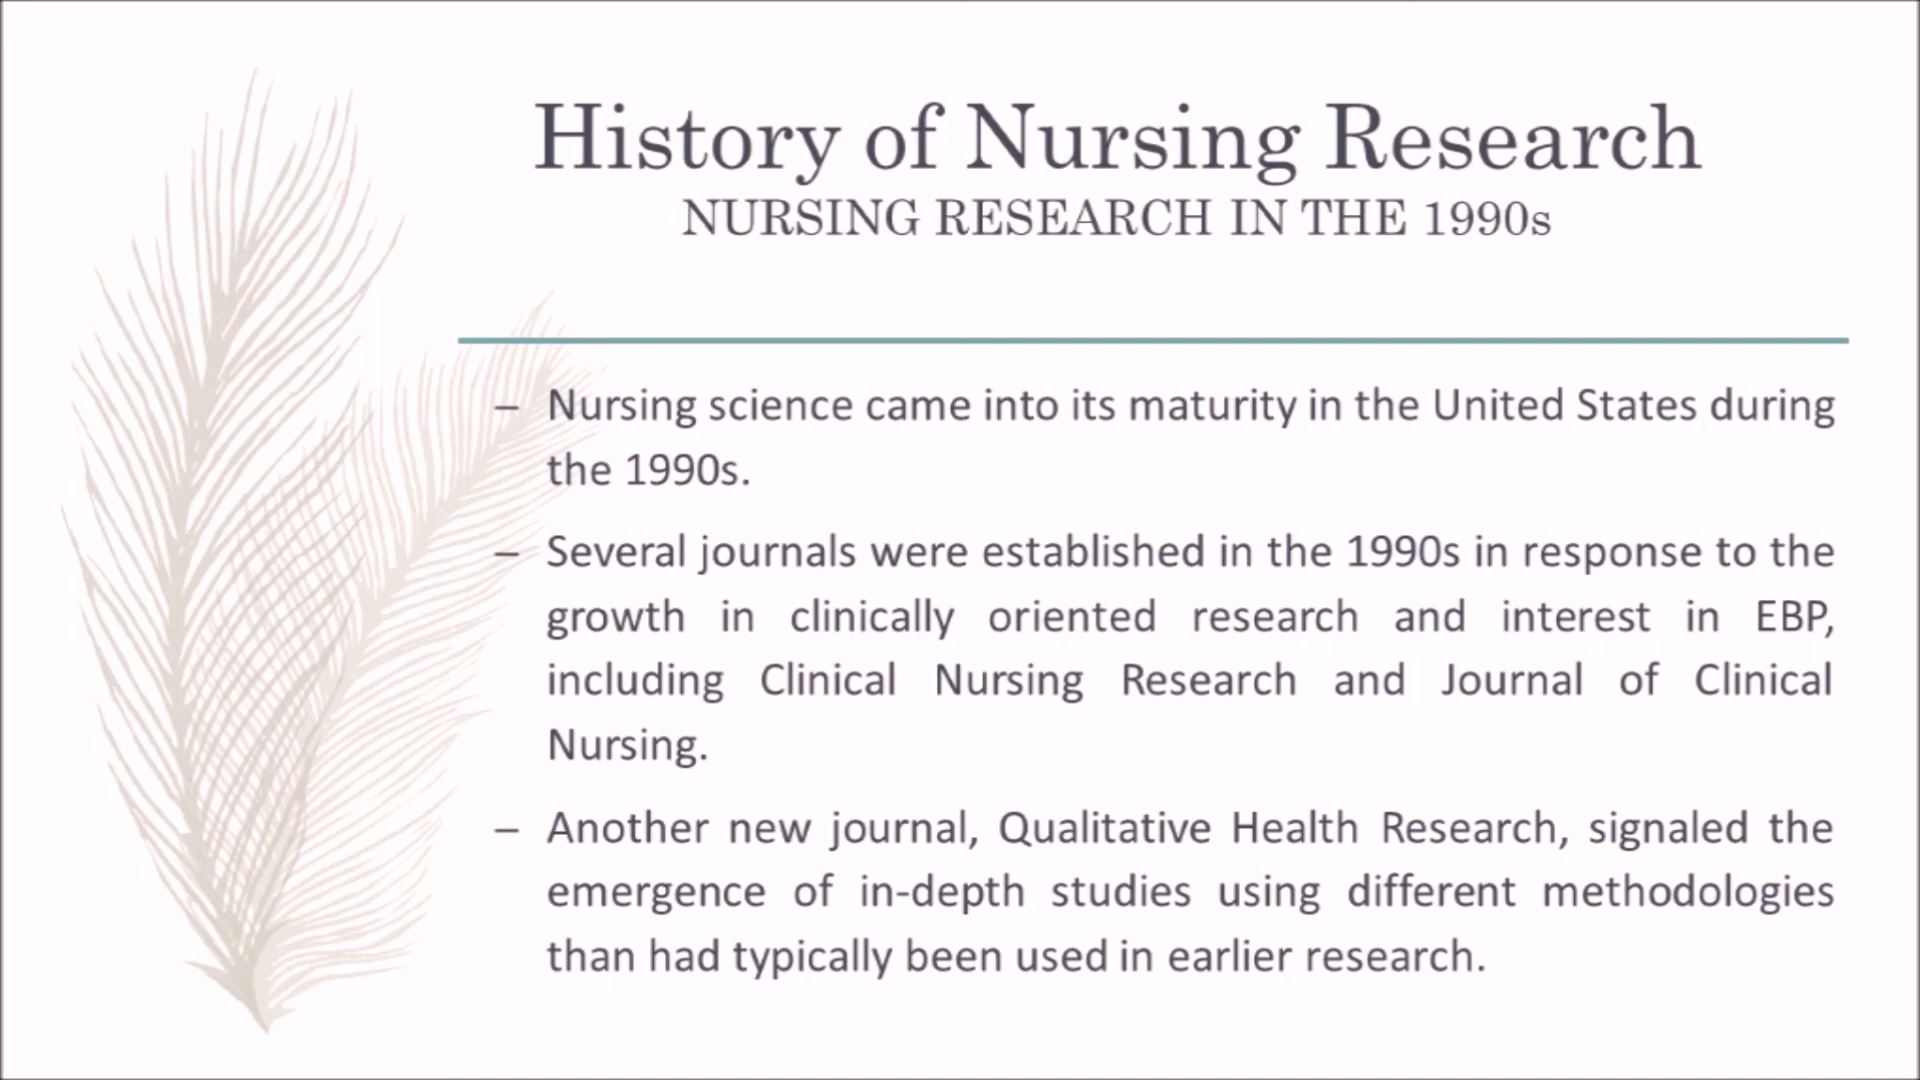 History of Nursing Research
NURSING RESEARCH IN THE 1990s
– Nursing science came into its maturity in the United States during
the 1990s.
– Several journals were established in the 1990s in response to the
growth in clinically oriented research and interest in EBP,
including Clinical Nursing Research and Journal of Clinical
Nursing.
– Another new journal, Qualitative Health Research, signaled the
emergence of in-depth studies using different methodologies
than had typically been used in earlier research.